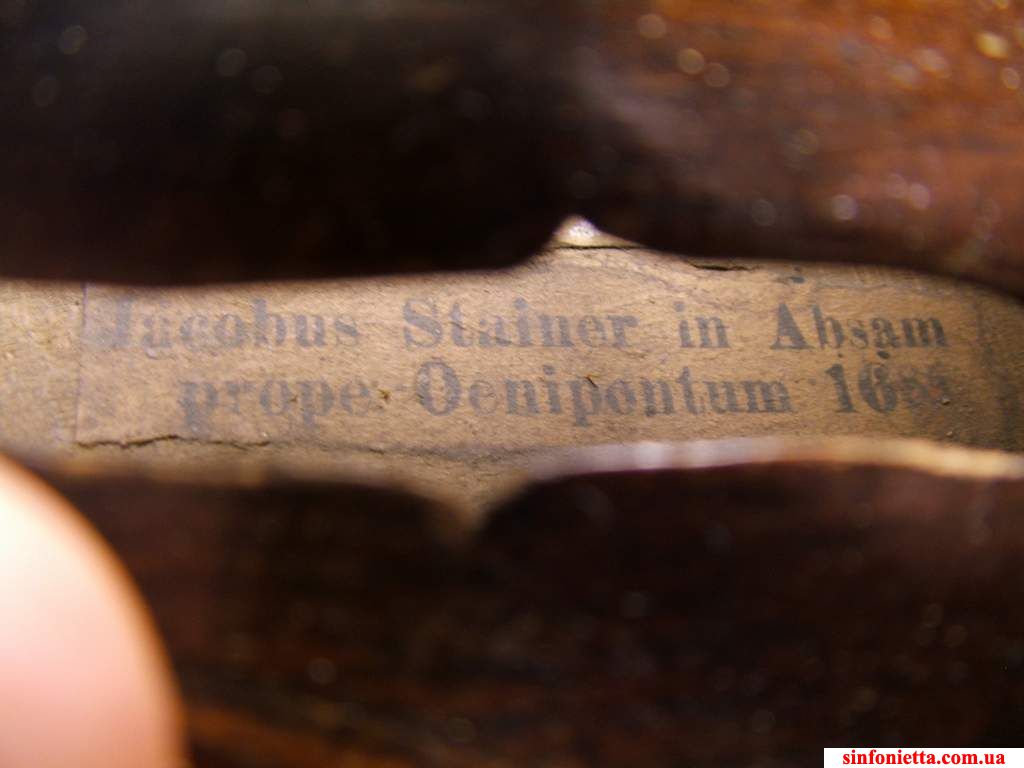 Jacobus Stainer in Absam
prope Oenipontum
sinfonietta.com.ua